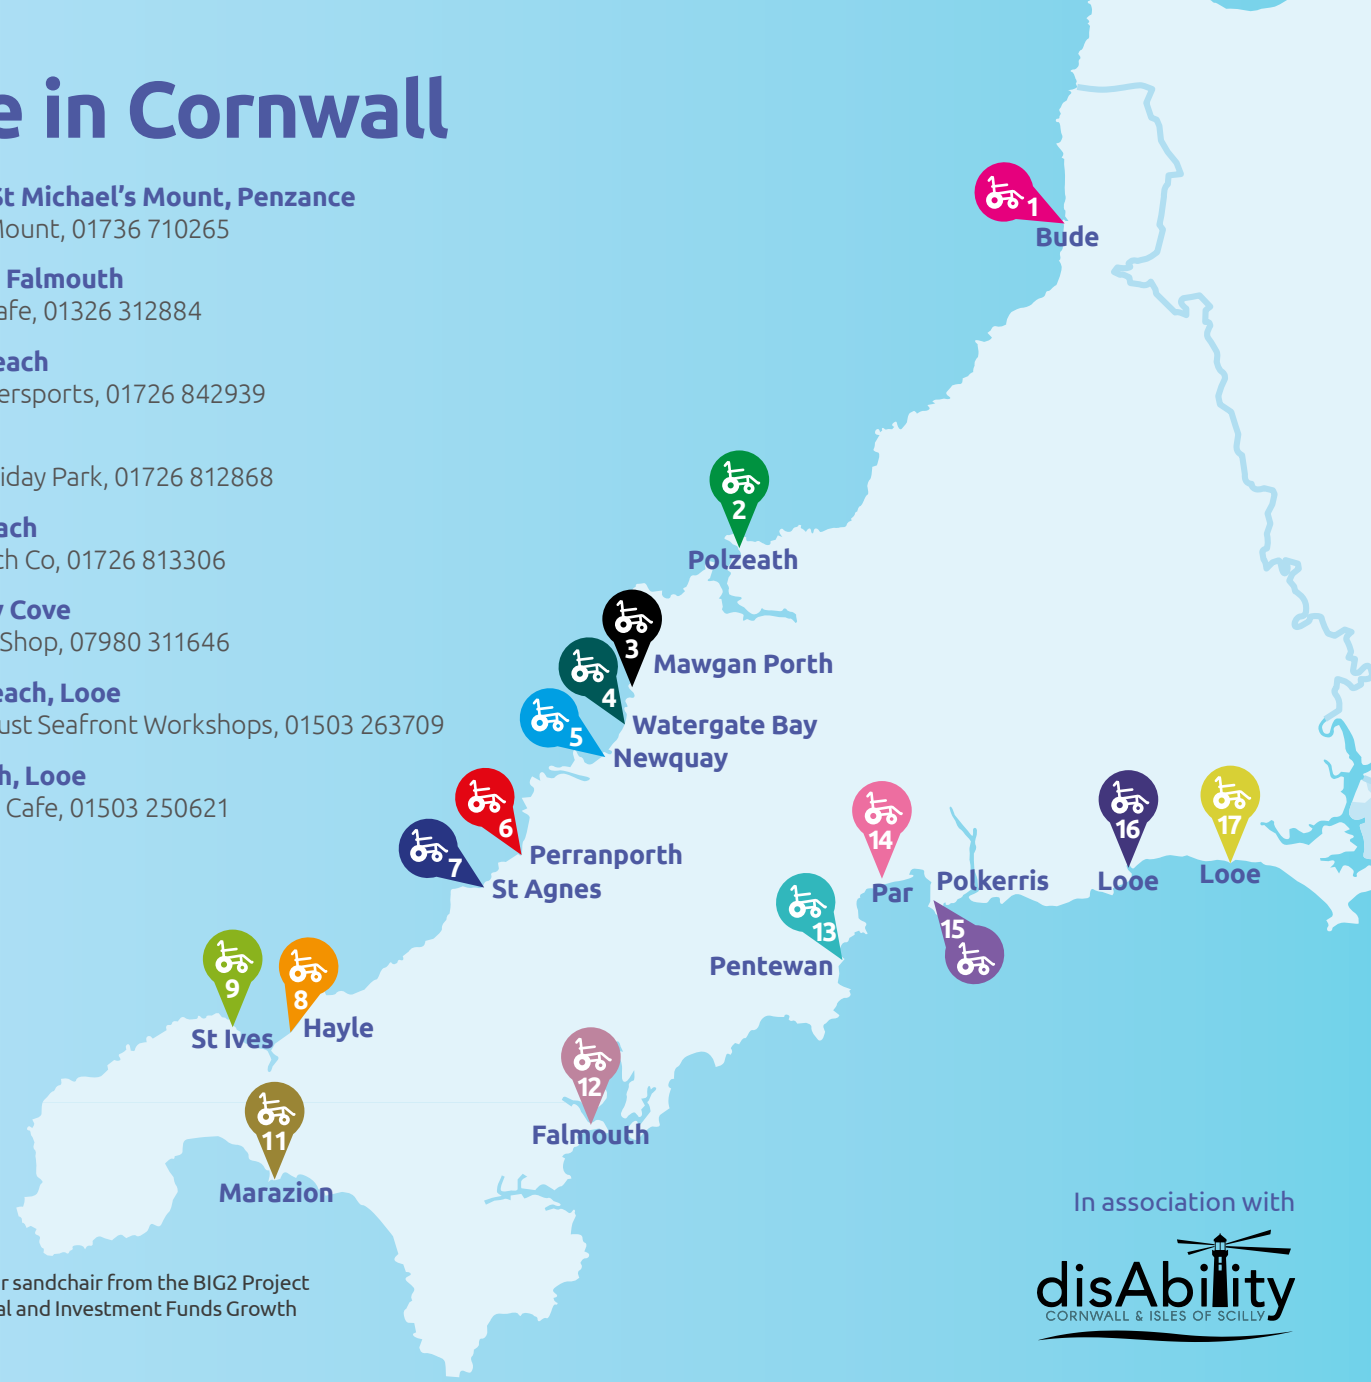 e in Cornwall
St Michael's Mount, Penzance
Mount, 01736 710265
Falmouth
afe, 01326 312884
each
ersports, 01726 842939
iday Park, 01726 812868
ach
ch Co, 01726 813306
y Cove
Shop, 07980 311646
each, Looe
ust Seafront Workshops, 01503 263709
h, Looe
Cafe, 01503 250621
1
Bude
2
Polzeath
3
Mawgan Porth
4
Watergate Bay
5
Newquay
6
Perranporth
7
St Agnes
8
Hayle
9
St Ives
11
Marazion
12
Falmouth
13
Pentewan
14
Par
15
Polkerris
16
Looe
17
Looe
r sandchair from the BIG2 Project
al and Investment Funds Growth
In association with
disAbility
CORNWALL & ISLES OF SCILLY